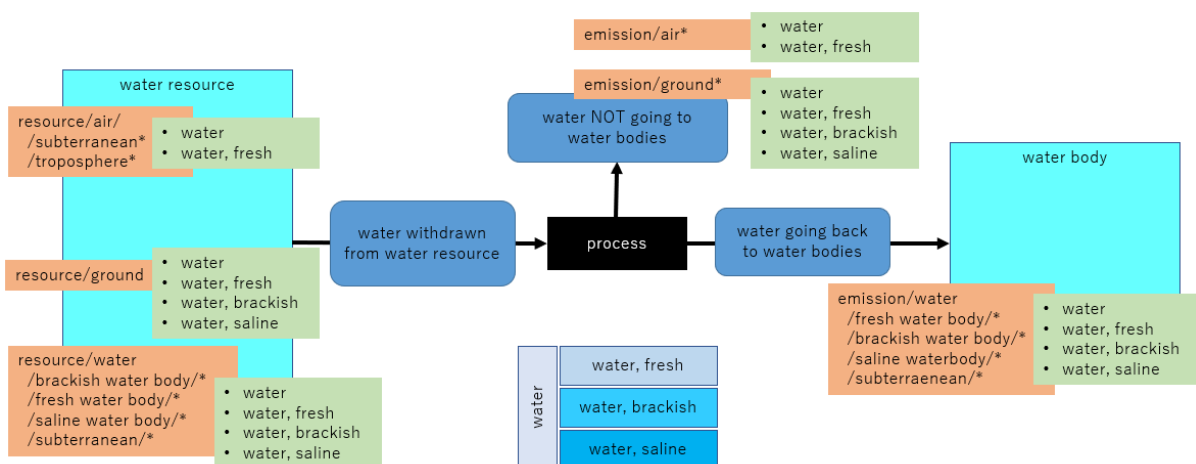 water resource
resource/air/
/subterranean*
/troposphere*
• water
• water, fresh
resource/ground
• water
• water, fresh
• water, brackish
• water, saline
resource/water
/brackish water body/*
/fresh water body/*
/saline water body/*
/subterranean/*
• water
• water, fresh
• water, brackish
• water, saline
water withdrawn
from water resource
process
emission/air*
• water
• water, fresh
emission/ground*
• water
• water, fresh
• water, brackish
• water, saline
water NOT going to
water bodies
water going back
to water bodies
water body
emission/water
/fresh water body/*
/brackish water body/*
/saline waterbody/*
/subterraenean/*
• water
• water, fresh
• water, brackish
• water, saline
water
water, fresh
water, brackish
water, saline